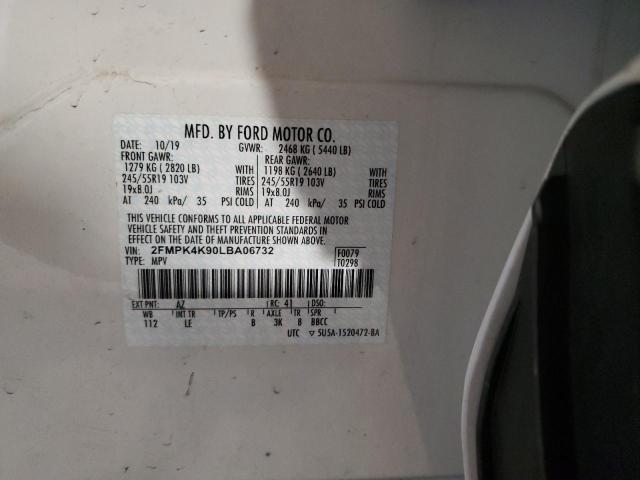 MFD. BY FORD MOTOR CO.
DATE: 10/19 GVWR: 2468 KG ( 5440 LB)
FRONT GAWR: REAR GAWR:
1279 KG ( 2820 LB) WITH 1198 KG ( 2640 LB) WITH
245/55R19 103V TIRES 245/55R19 103V TIRES
19x8.0J RIMS 19x8.0J RIMS
AT 240 kPa/ 35 PSI COLD AT 240 kPa/ 35 PSI COLD
THIS VEHICLE CONFORMS TO ALL APPLICABLE FEDERAL MOTOR
VEHICLE SAFETY AND THEFT PREVENTION STANDARDS IN
EFFECT ON THE DATE OF MANUFACTURE SHOWN ABOVE.
VIN: 2FMPK4K90LBA06732 F0079
TYPE: MPV T0298
EXT PNT: AZ RC: 41 DSO:
WB INT TR TP/PS R AXLE TR SPR
112 LE B 3K 8 BBCC
UTC ▽ 5U5A-1520472-BA